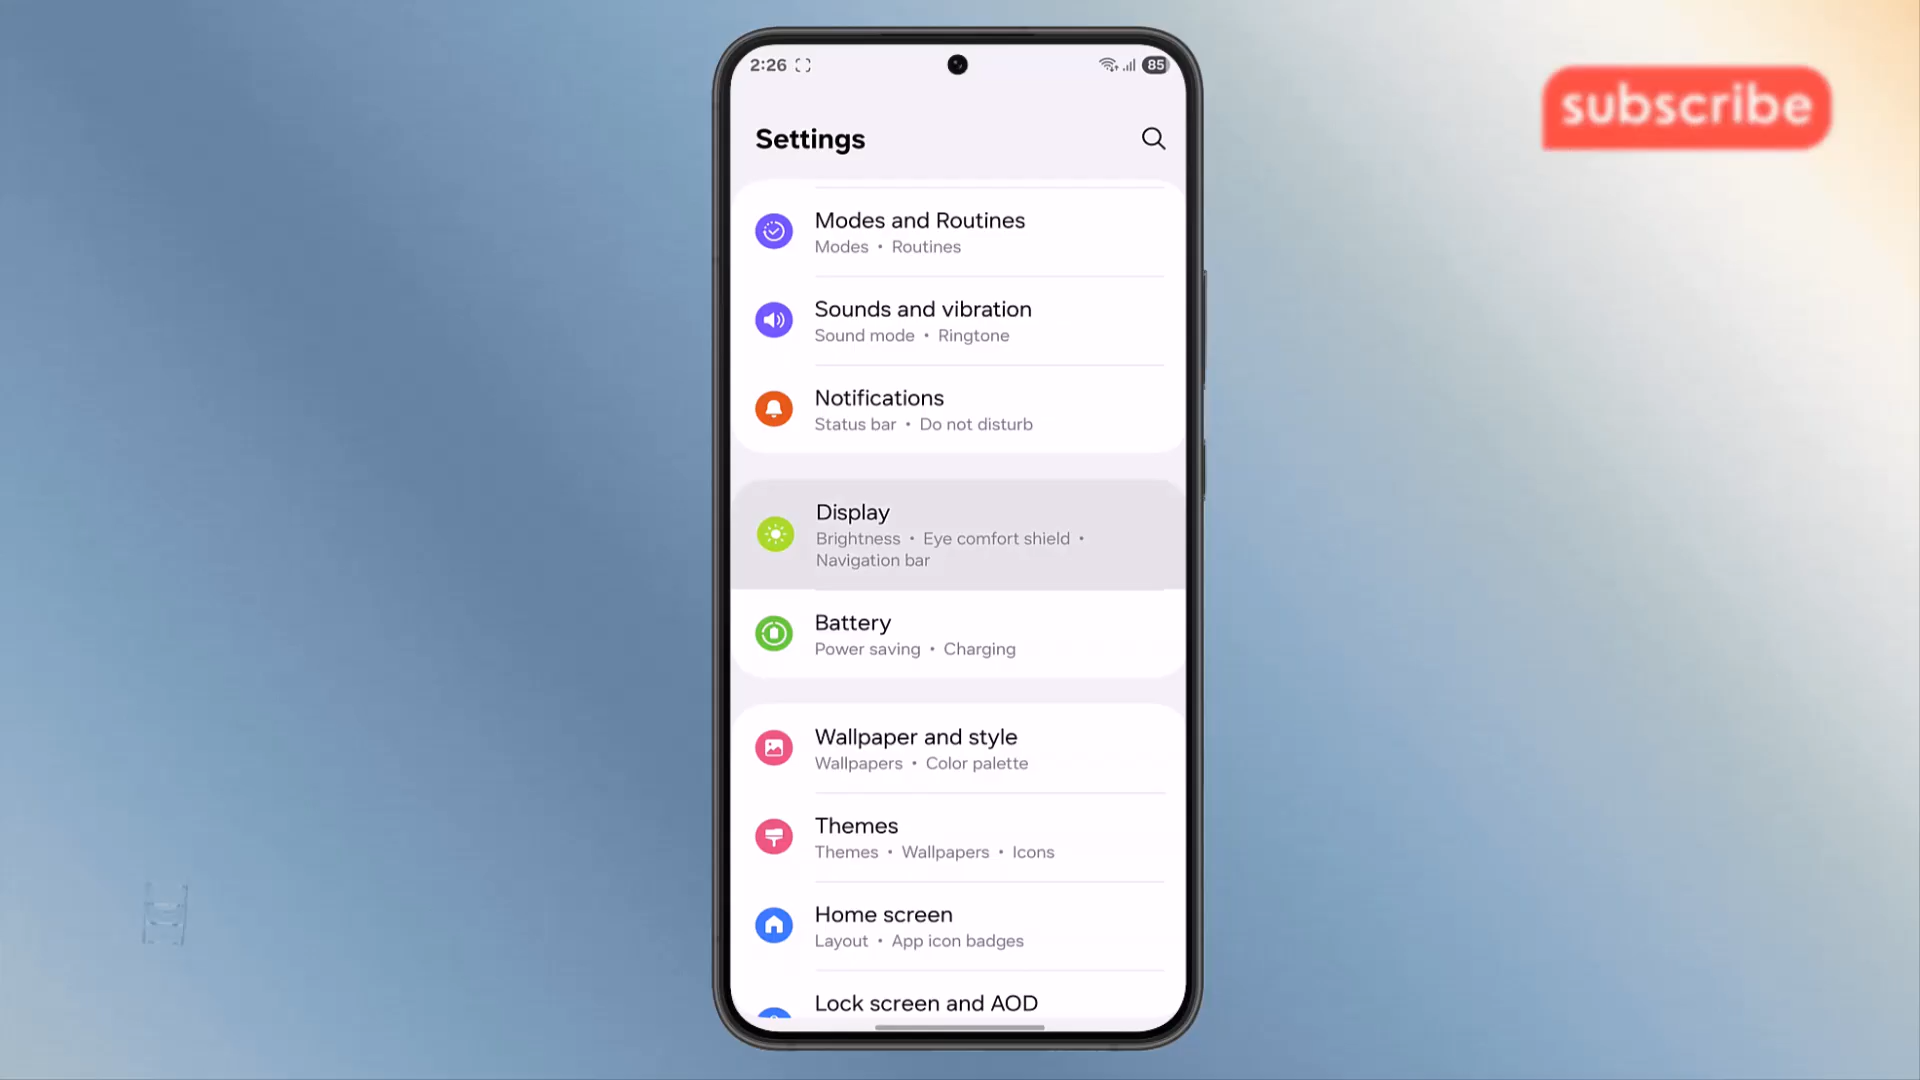 2:26
85
subscribe
Settings
Modes and Routines
Modes • Routines
Sounds and vibration
Sound mode • Ringtone
Notifications
Status bar • Do not disturb
Display
Brightness • Eye comfort shield •
Navigation bar
Battery
Power saving • Charging
Wallpaper and style
Wallpapers • Color palette
Themes
Themes • Wallpapers • Icons
Home screen
Layout • App icon badges
Lock screen and AOD